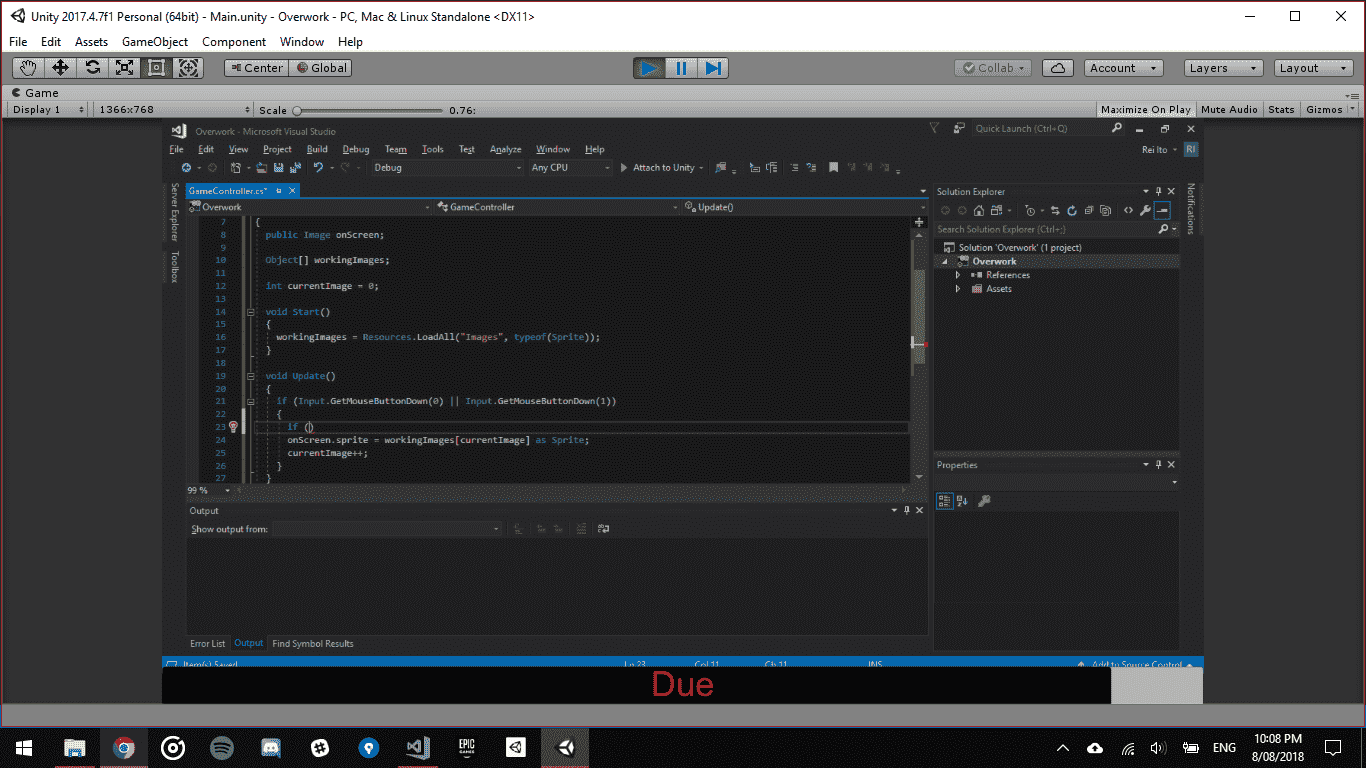 Unity 2017.4.7f1 Personal (64bit) - Main.unity - Overwork - PC, Mac & Linux Standalone <DX11>
File Edit Assets GameObject Component Window Help
Center Global Collab Account Layers Layout
Game
Display 1 1366x768 Scale 0.76: Maximize On Play Mute Audio Stats Gizmos
Overwork - Microsoft Visual Studio Quick Launch (Ctrl+Q)
File Edit View Project Build Debug Team Tools Test Analyze Window Help Rei Ito RI
Debug Any CPU Attach to Unity
Server Explorer
Toolbox
GameController.cs*
Overwork GameController Update()
7 {
8 public Image onScreen;
9
10 Object[] workingImages;
11
12 int currentImage = 0;
13
14 void Start()
15 {
16 workingImages = Resources.LoadAll("Images", typeof(Sprite));
17 }
18
19 void Update()
20 {
21 if (Input.GetMouseButtonDown(0) || Input.GetMouseButtonDown(1))
22 {
23 if ()
24 onScreen.sprite = workingImages[currentImage] as Sprite;
25 currentImage++;
26 }
27 }
99 %
Output
Show output from:
Error List Output Find Symbol Results
Solution Explorer
Search Solution Explorer (Ctrl+;)
Solution 'Overwork' (1 project)
Overwork
References
Assets
Notifications
Properties
Item(s) Saved Ln 23 Col 11 Ch 11 INS Add to Source Control
Due
EPIC
GAMES
ENG
10:08 PM
8/08/2018